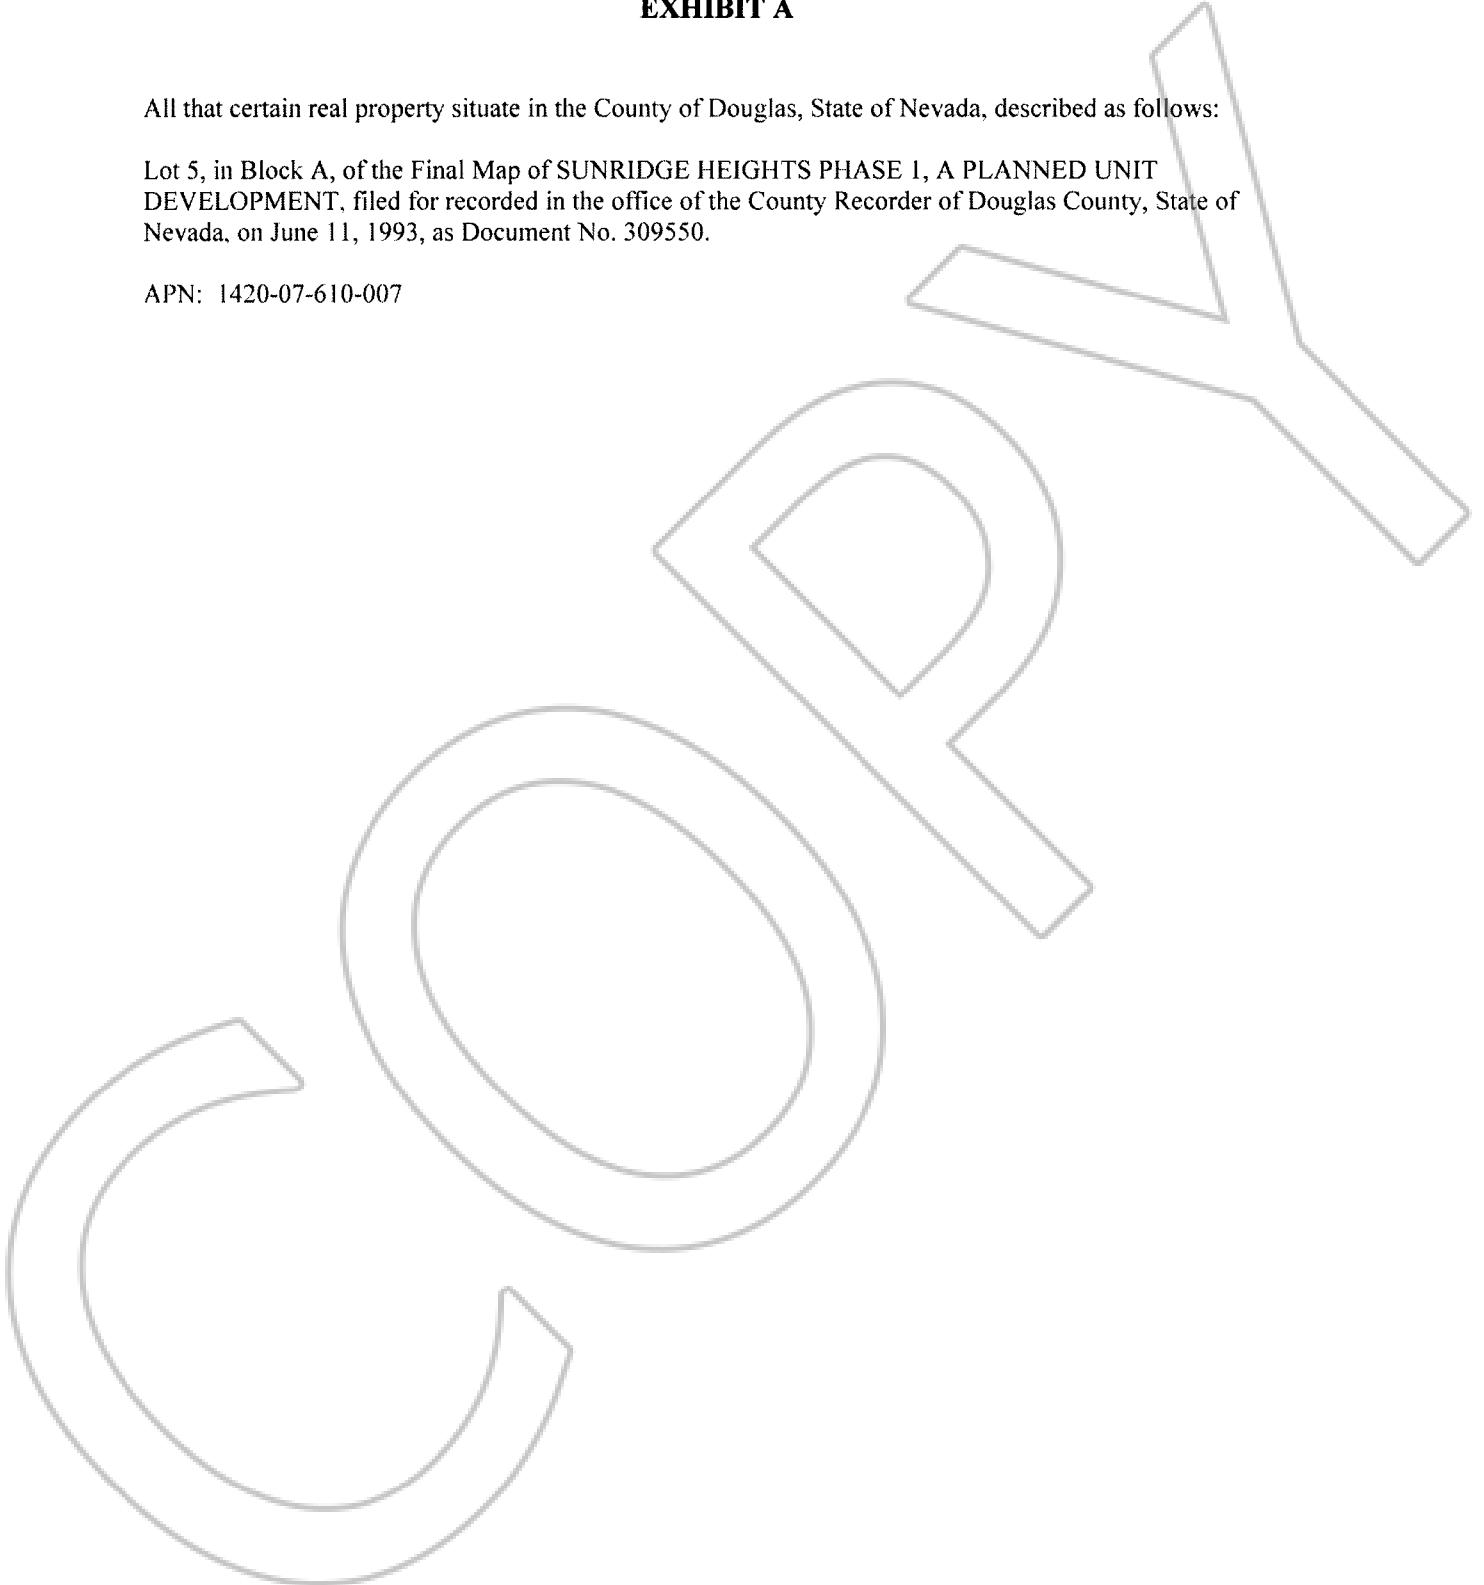 EXHIBIT A
All that certain real property situate in the County of Douglas, State of Nevada, described as follows:
Lot 5, in Block A, of the Final Map of SUNRIDGE HEIGHTS PHASE 1, A PLANNED UNIT
DEVELOPMENT, filed for recorded in the office of the County Recorder of Douglas County, State of
Nevada, on June 11, 1993, as Document No. 309550.
APN: 1420-07-610-007
COPY